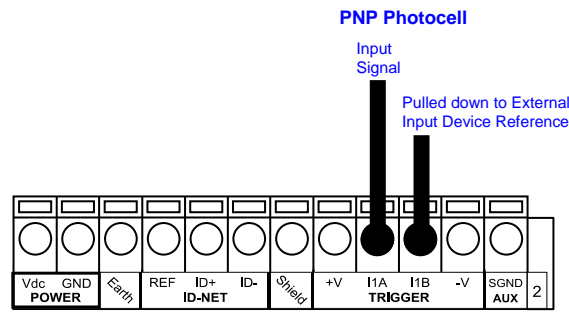 PNP Photocell
Input
Signal
Pulled down to External
Input Device Reference
Vdc GND Earth REF ID+ ID- Shield +V I1A I1B -V SGND 2
POWER ID-NET TRIGGER AUX